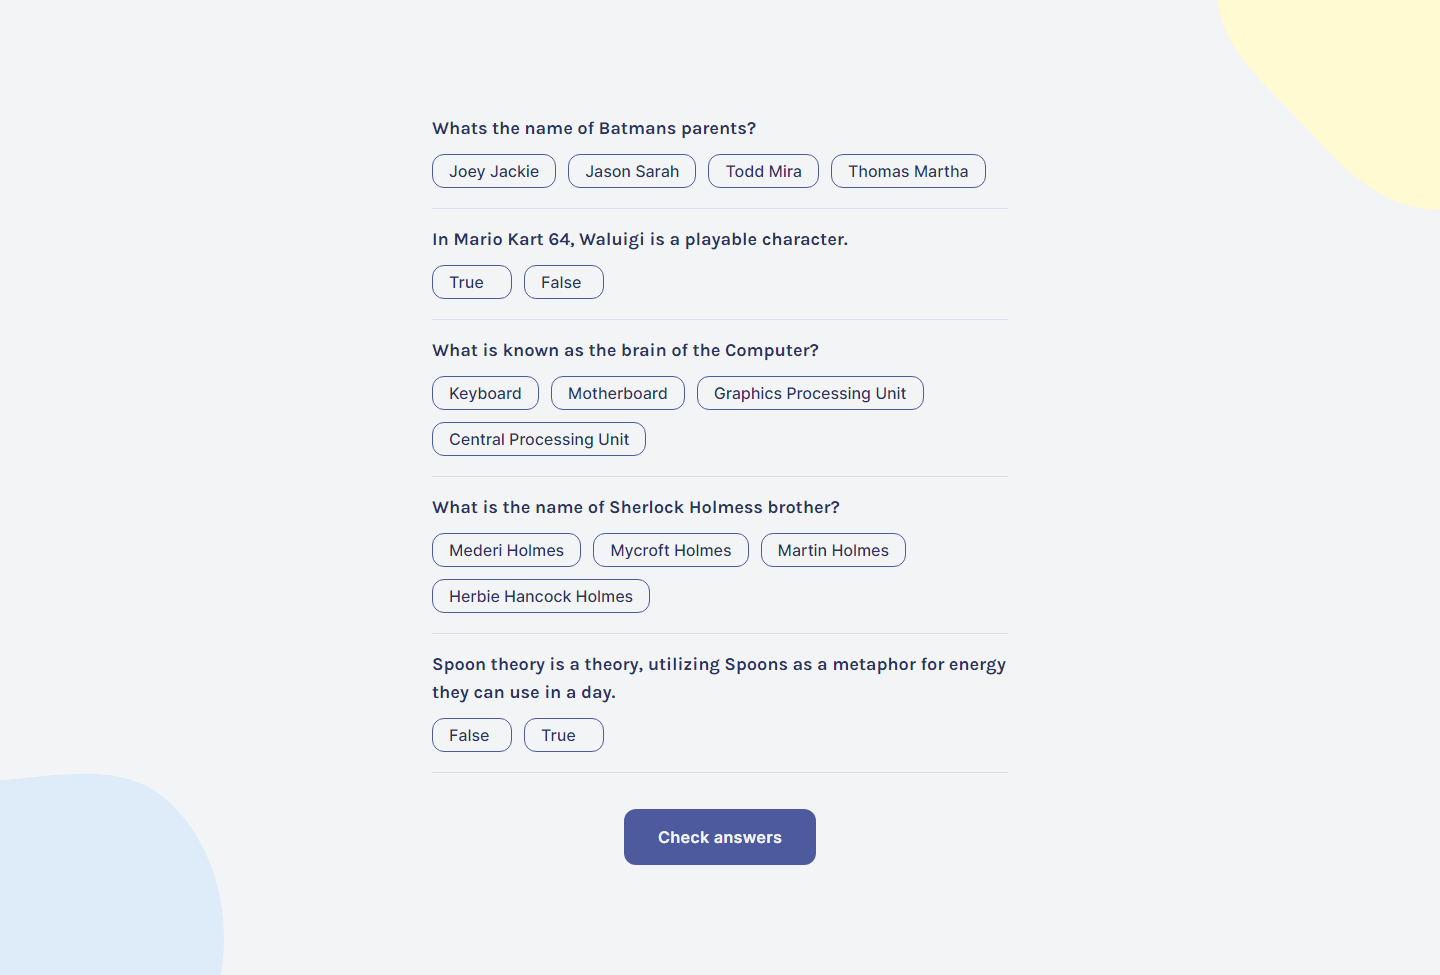 Whats the name of Batmans parents?
Joey Jackie Jason Sarah Todd Mira Thomas Martha
In Mario Kart 64, Waluigi is a playable character.
True False
What is known as the brain of the Computer?
Keyboard Motherboard Graphics Processing Unit
Central Processing Unit
What is the name of Sherlock Holmess brother?
Mederi Holmes Mycroft Holmes Martin Holmes
Herbie Hancock Holmes
Spoon theory is a theory, utilizing Spoons as a metaphor for energy
they can use in a day.
False True
Check answers